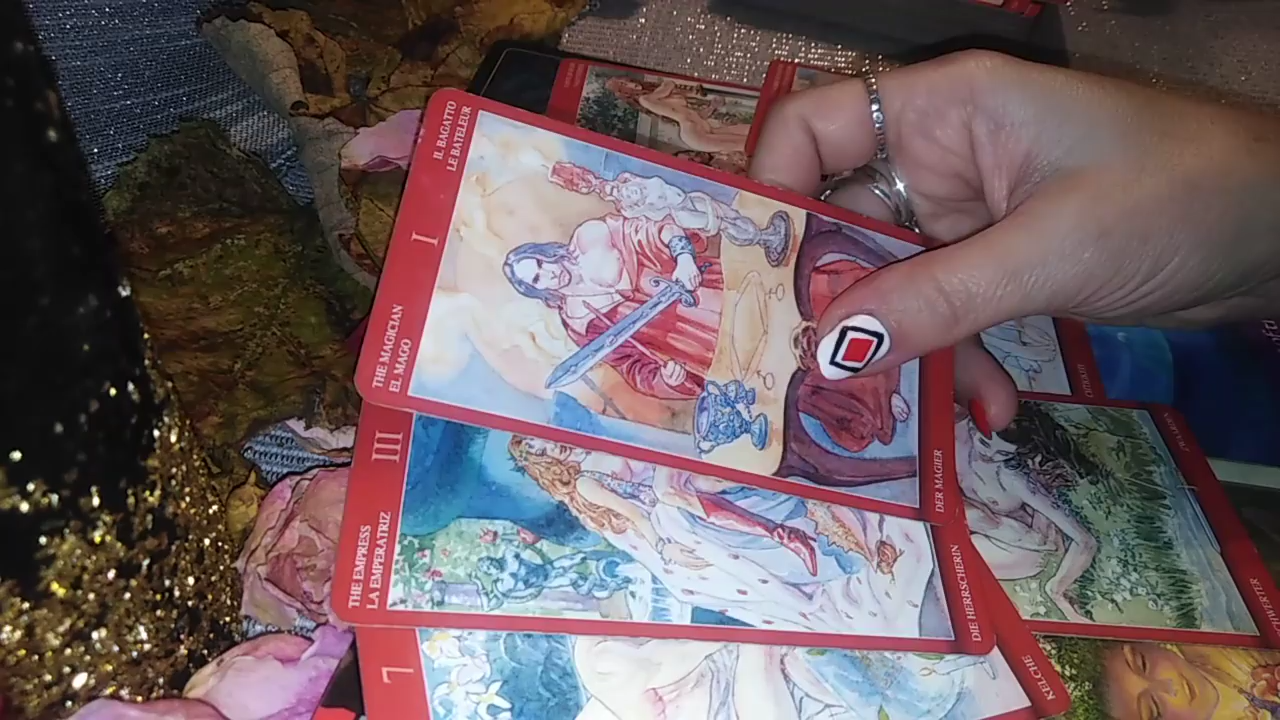 IL BAGATTO
LE BATELEUR
I
THE MAGICIAN
EL MAGO
DER MAGIER
III
THE EMPRESS
LA EMPERATRIZ
DIE HERRSCHERIN
7
KELCHE